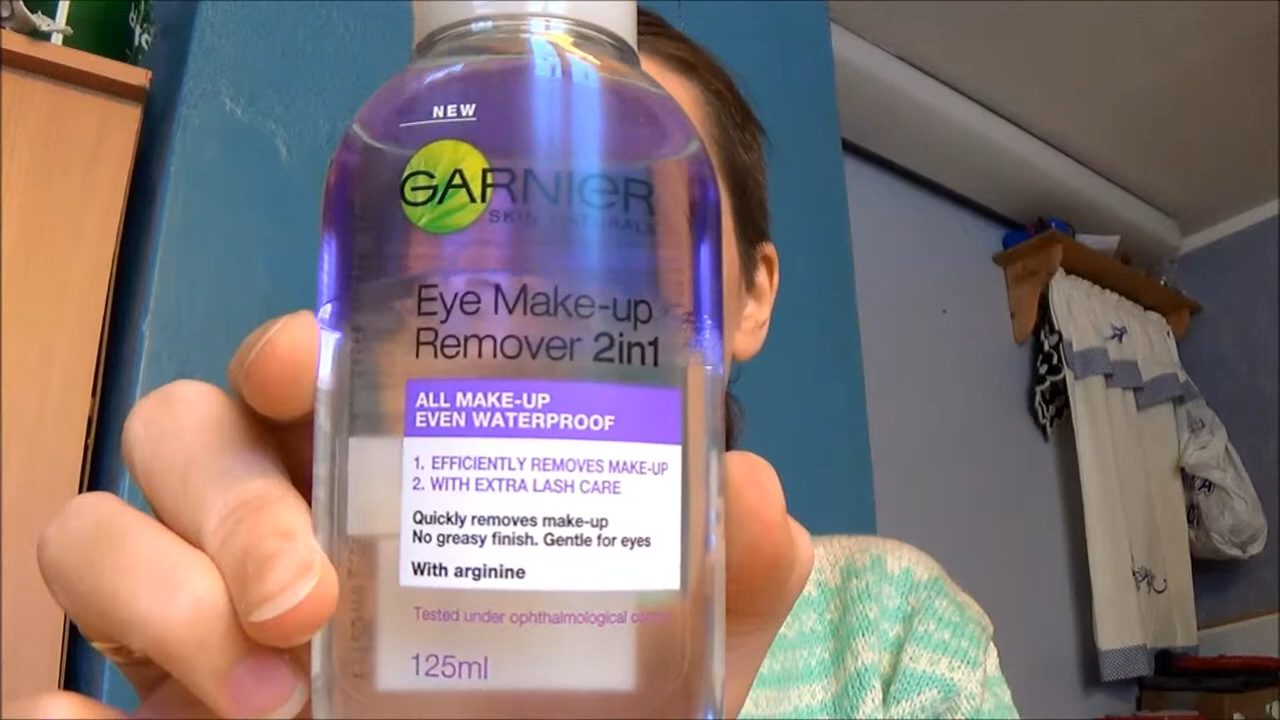 NEW
GARNIER
SKIN NATURALS
Eye Make-up
Remover 2in1
ALL MAKE-UP
EVEN WATERPROOF
1. EFFICIENTLY REMOVES MAKE-UP
2. WITH EXTRA LASH CARE
Quickly removes make-up
No greasy finish. Gentle for eyes
With arginine
Tested under ophthalmological
125ml